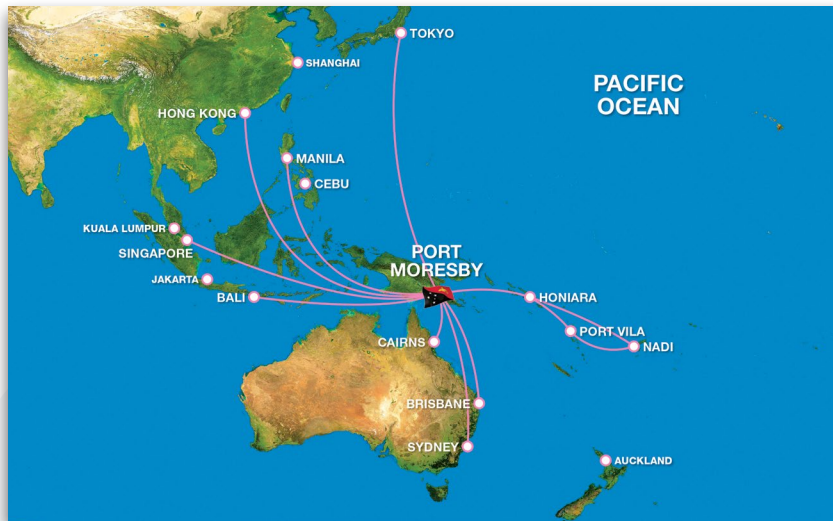 TOKYO
SHANGHAI
PACIFIC
OCEAN
HONG KONG
MANILA
CEBU
KUALA LUMPUR
SINGAPORE
PORT
MORESBY
JAKARTA
BALI
HONIARA
PORT VILA
CAIRNS
NADI
BRISBANE
SYDNEY
AUCKLAND